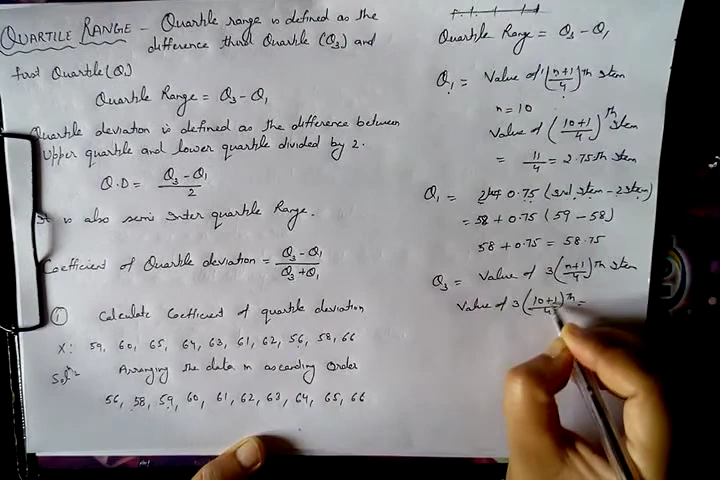 QUARTILE RANGE - Quartile range is defined as the
difference third Quartile (Q3) and
first Quartile (Q1)
Quartile Range = Q3 - Q1
Quartile deviation is defined as the difference between
Upper quartile and lower quartile divided by 2.
Q.D = Q3 - Q1 / 2
It is also semi Inter quartile Range.
Coefficient of Quartile deviation = Q3 - Q1 / Q3 + Q1
① Calculate Coefficient of quartile deviation
X: 59, 60, 65, 64, 63, 61, 62, 56, 58, 66
Sol^n Arranging the data in ascending Order
56, 58, 59, 60, 61, 62, 63, 64, 65, 66
Quartile Range = Q3 - Q1
Q1 = Value of (n+1/4)th item
n = 10
Value of (10+1/4)th item
= 11/4 = 2.75th item
Q1 = 2nd + 0.75 (3rd item - 2 item)
= 58 + 0.75 (59 - 58)
58 + 0.75 = 58.75
Q3 = Value of 3(n+1/4)th item
Value of 3(10+1/4)th =